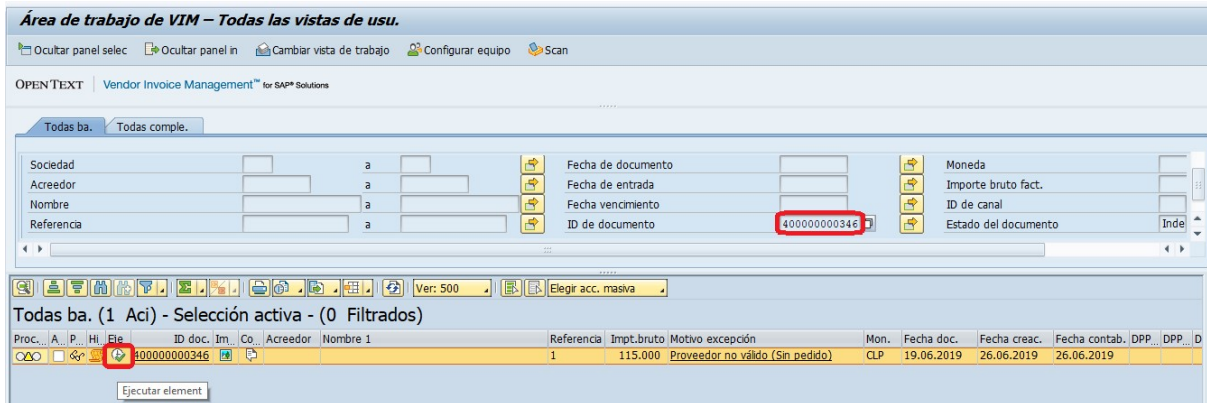 Área de trabajo de VIM – Todas las vistas de usu.
Ocultar panel selec Ocultar panel in Cambiar vista de trabajo Configurar equipo Scan
OPENTEXT | Vendor Invoice Management™ for SAP® Solutions
Todas ba. Todas comple.
Sociedad a Fecha de documento Moneda
Acreedor a Fecha de entrada Importe bruto fact.
Nombre a Fecha vencimiento ID de canal
Referencia a ID de documento 400000000346 Estado del documento Inde
Ver: 500 Elegir acc. masiva
Todas ba. (1 Aci) - Selección activa - (0 Filtrados)
Proc... A.. P... Hi.. Eje ID doc. Im.. Co.. Acreedor Nombre 1 Referencia Impt.bruto Motivo excepción Mon. Fecha doc. Fecha creac. Fecha contab. DPP... DPP... D
400000000346 1 115.000 Proveedor no válido (Sin pedido) CLP 19.06.2019 26.06.2019 26.06.2019
Ejecutar element